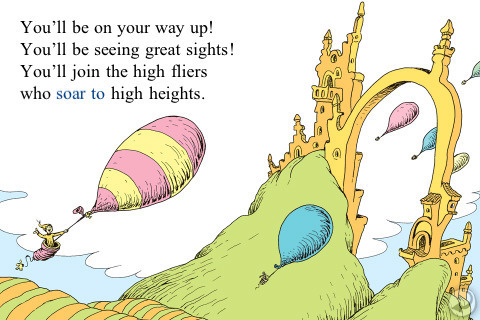 You’ll be on your way up!
You’ll be seeing great sights!
You’ll join the high fliers
who soar to high heights.